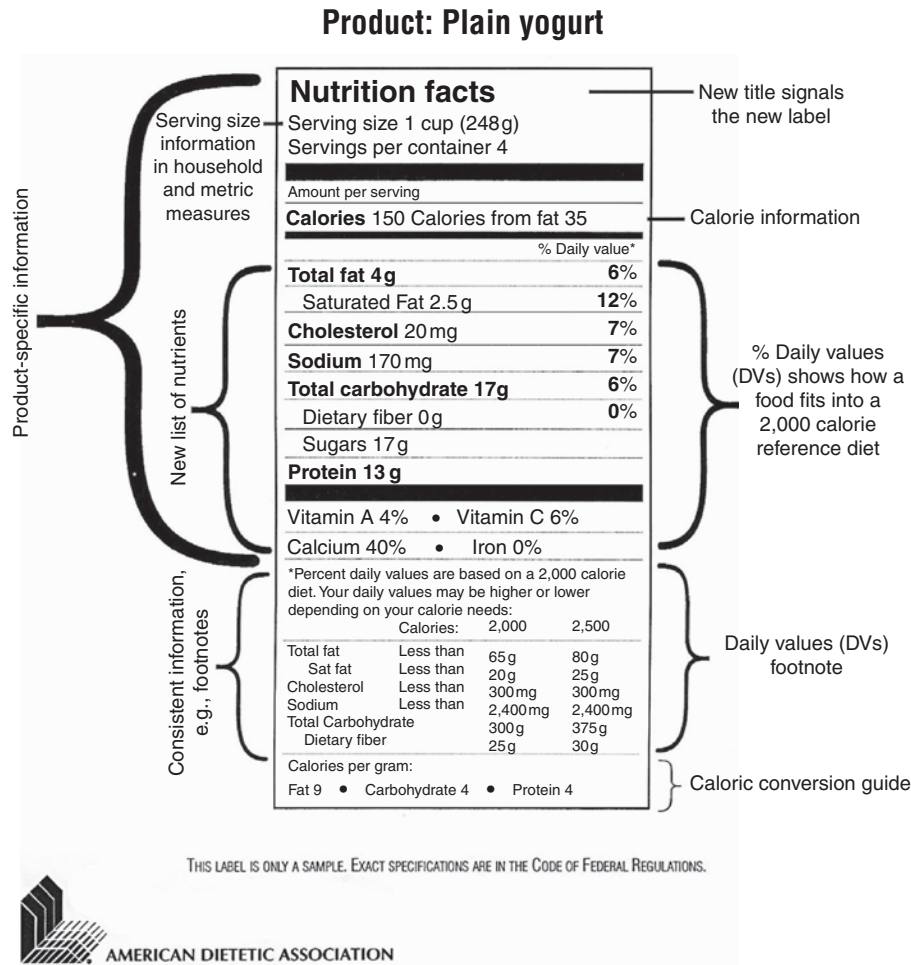 Product: Plain yogurt
Nutrition facts
Serving size 1 cup (248g)
Servings per container 4
Amount per serving
Calories 150 Calories from fat 35
% Daily value*
Total fat 4g 6%
Saturated Fat 2.5g 12%
Cholesterol 20mg 7%
Sodium 170mg 7%
Total carbohydrate 17g 6%
Dietary fiber 0g 0%
Sugars 17g
Protein 13g
Vitamin A 4% • Vitamin C 6%
Calcium 40% • Iron 0%
*Percent daily values are based on a 2,000 calorie
diet. Your daily values may be higher or lower
depending on your calorie needs:
Calories: 2,000 2,500
Total fat Less than 65g 80g
Sat fat Less than 20g 25g
Cholesterol Less than 300mg 300mg
Sodium Less than 2,400mg 2,400mg
Total Carbohydrate 300g 375g
Dietary fiber 25g 30g
Calories per gram:
Fat 9 • Carbohydrate 4 • Protein 4
Product-specific information
Serving size
information
in household
and metric
measures
New list of nutrients
Consistent information,
e.g., footnotes
New title signals
the new label
Calorie information
% Daily values
(DVs) shows how a
food fits into a
2,000 calorie
reference diet
Daily values (DVs)
footnote
Caloric conversion guide
THIS LABEL IS ONLY A SAMPLE. EXACT SPECIFICATIONS ARE IN THE CODE OF FEDERAL REGULATIONS.
AMERICAN DIETETIC ASSOCIATION